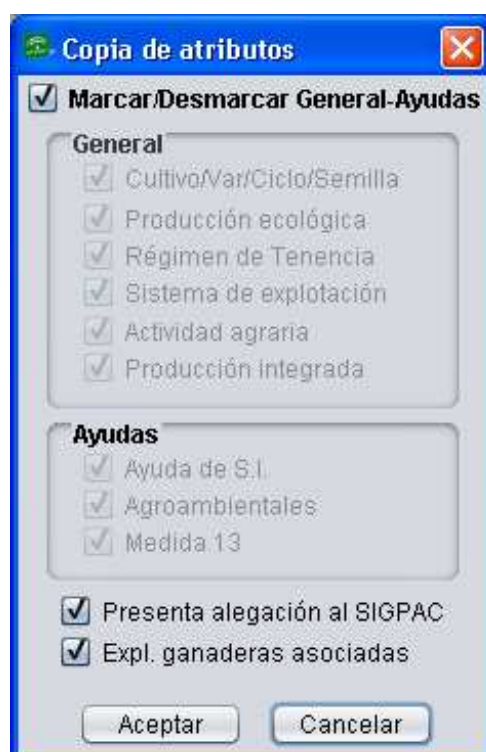 Copia de atributos
Marcar/Desmarcar General-Ayudas
General
Cultivo/Var/Ciclo/Semilla
Producción ecológica
Régimen de Tenencia
Sistema de explotación
Actividad agraria
Producción integrada
Ayudas
Ayuda de S.I.
Agroambientales
Medida 13
Presenta alegación al SIGPAC
Expl. ganaderas asociadas
Aceptar Cancelar